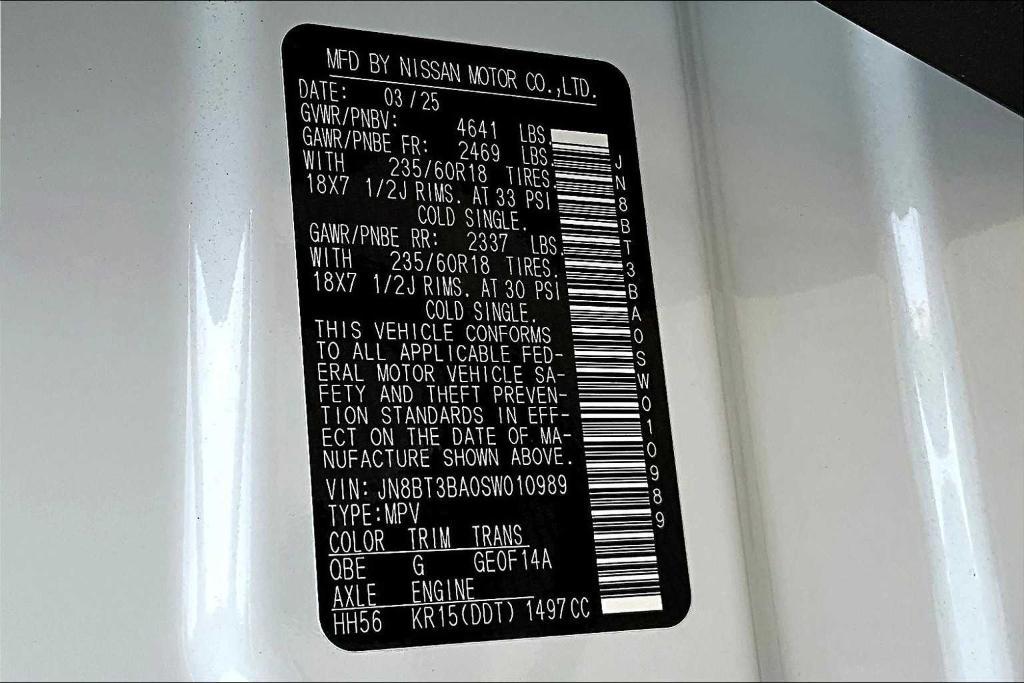 MFD BY NISSAN MOTOR CO.,LTD.
DATE: 03/25
GVWR/PNBV: 4641 LBS.
GAWR/PNBE FR: 2469 LBS.
WITH 235/60R18 TIRES.
18X7 1/2J RIMS. AT 33 PSI
COLD SINGLE.
GAWR/PNBE RR: 2337 LBS.
WITH 235/60R18 TIRES.
18X7 1/2J RIMS. AT 30 PSI
COLD SINGLE.
THIS VEHICLE CONFORMS
TO ALL APPLICABLE FED-
ERAL MOTOR VEHICLE SA-
FETY AND THEFT PREVEN-
TION STANDARDS IN EFF-
ECT ON THE DATE OF MA-
NUFACTURE SHOWN ABOVE.
VIN: JN8BT3BA0SW010989
TYPE:MPV
COLOR TRIM TRANS
QBE G GE0F14A
AXLE ENGINE
HH56 KR15(DDT) 1497CC
JN8BT3BA0SW010989